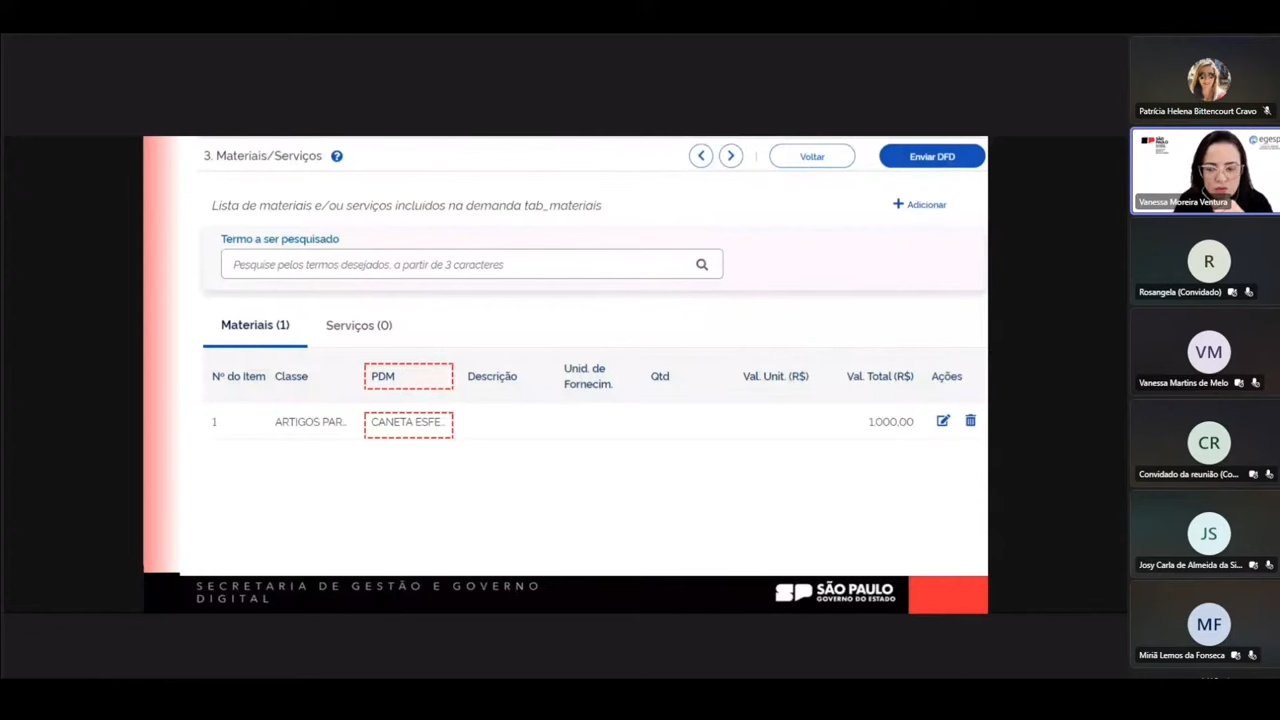 3. Materiais/Serviços ?
Voltar
Enviar DFD
Lista de materiais e/ou serviços incluídos na demanda tab_materiais
Adicionar
Termo a ser pesquisado
Pesquise pelos termos desejados, a partir de 3 caracteres
Materiais (1)
Serviços (0)
Nº do Item Classe PDM Descrição Unid. de Fornecim. Qtd Val. Unit. (R$) Val. Total (R$) Ações
1 ARTIGOS PAR... CANETA ESFE... 1.000,00
SECRETARIA DE GESTÃO E GOVERNO
DIGITAL
SÃO PAULO
GOVERNO DO ESTADO
Patrícia Helena Bittencourt Cravo
SÃO PAULO
egesp
Vanessa Moreira Ventura
R
Rosangela (Convidado)
VM
Vanessa Martins de Melo
CR
Convidado da reunião (Co...
JS
Josy Carla de Almeida da Si...
MF
Miriã Lemos da Fonseca